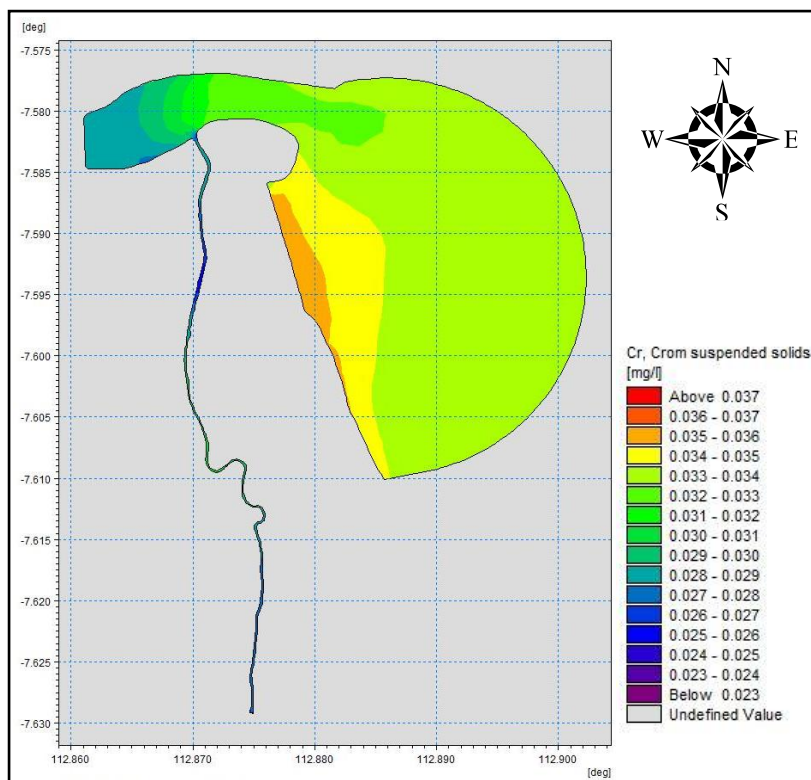 [deg]
-7.575
-7.580
-7.585
-7.590
-7.595
-7.600
-7.605
-7.610
-7.615
-7.620
-7.625
-7.630
112.860 112.870 112.880 112.890 112.900
[deg]
N
W E
S
Cr, Crom suspended solids
[mg/l]
Above 0.037
0.036 - 0.037
0.035 - 0.036
0.034 - 0.035
0.033 - 0.034
0.032 - 0.033
0.031 - 0.032
0.030 - 0.031
0.029 - 0.030
0.028 - 0.029
0.027 - 0.028
0.026 - 0.027
0.025 - 0.026
0.024 - 0.025
0.023 - 0.024
Below 0.023
Undefined Value